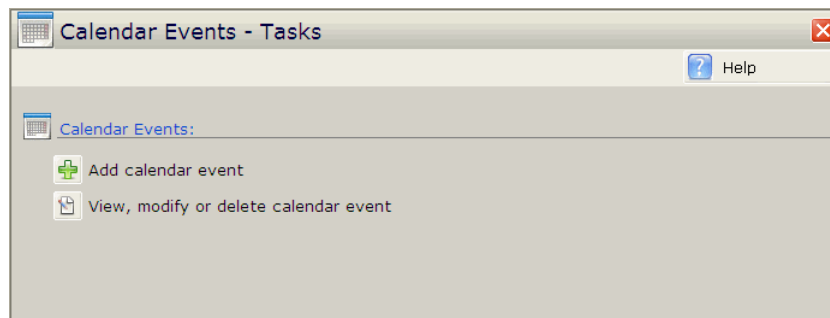 Calendar Events - Tasks
Help
Calendar Events:
Add calendar event
View, modify or delete calendar event